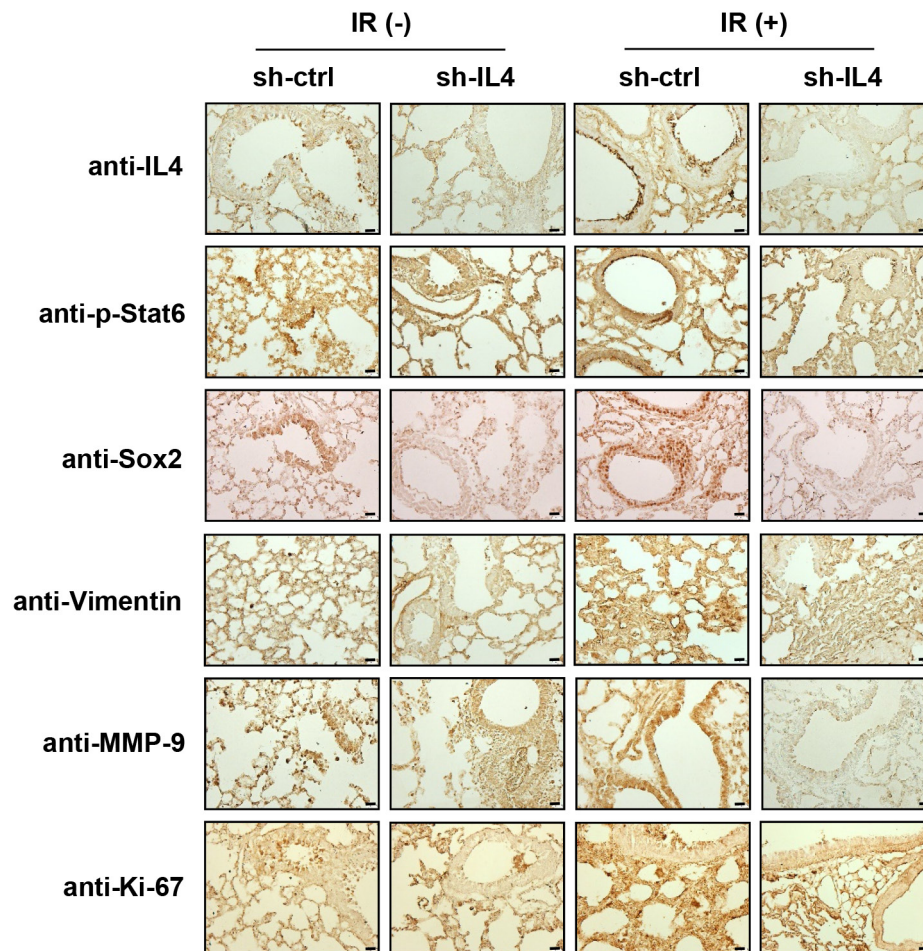 IR (-) IR (+)
sh-ctrl sh-IL4 sh-ctrl sh-IL4
anti-IL4
anti-p-Stat6
anti-Sox2
anti-Vimentin
anti-MMP-9
anti-Ki-67